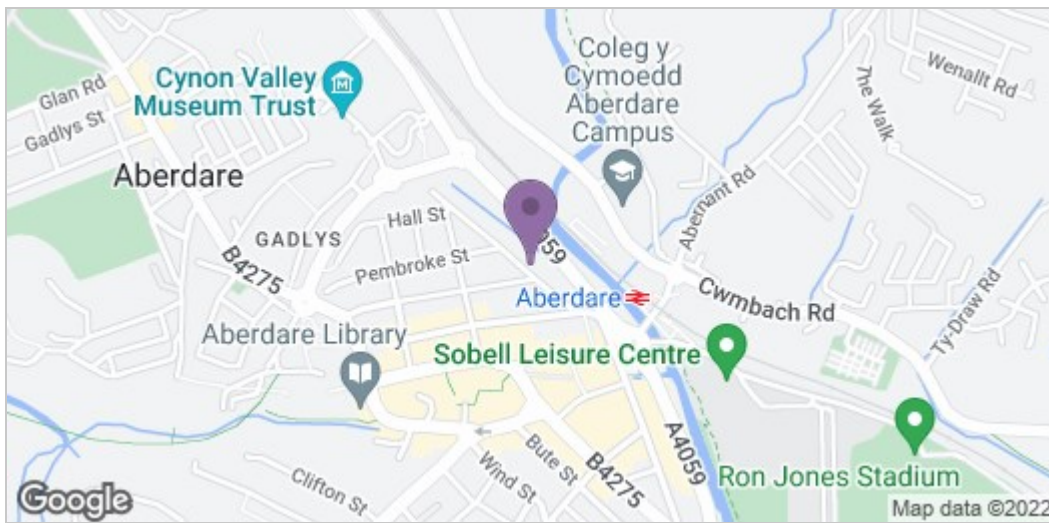 Glan Rd
Gadlys St
Cynon Valley
Museum Trust
Coleg y
Cymoedd
Aberdare
Campus
The Walk
Wenallt Rd
Aberdare
Hall St
GADLYS
Pembroke St
B4275
Abernant Rd
Aberdare
Cwmbach Rd
Ty-Draw Rd
Aberdare Library
Sobell Leisure Centre
A4059
Ron Jones Stadium
Clifton St
Wind St
Bute St
B4275
Google
Map data ©2022